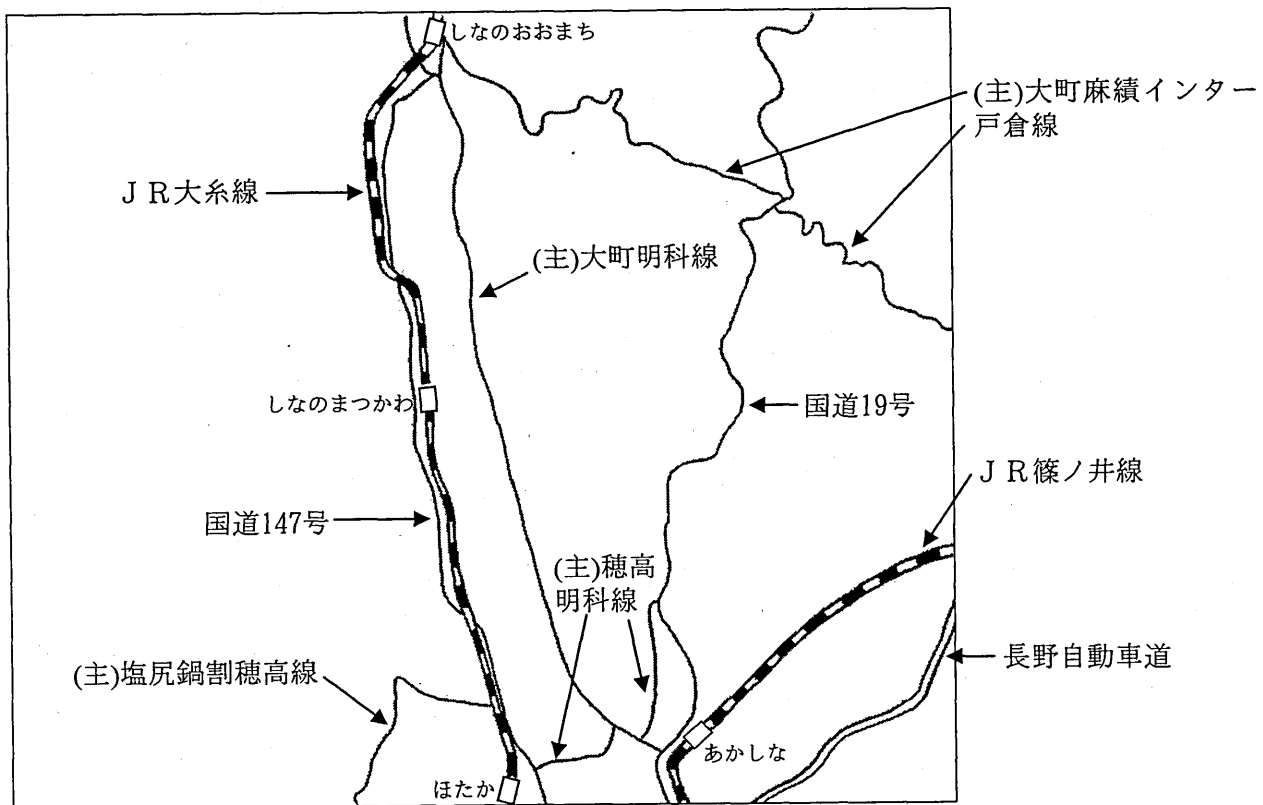 しなのおおまち
(主)大町麻績インター
戸倉線
ＪＲ大糸線
(主)大町明科線
しなのまつかわ
国道19号
ＪＲ篠ノ井線
国道147号
(主)穂高
明科線
(主)塩尻鍋割穂高線
長野自動車道
あかしな
ほたか